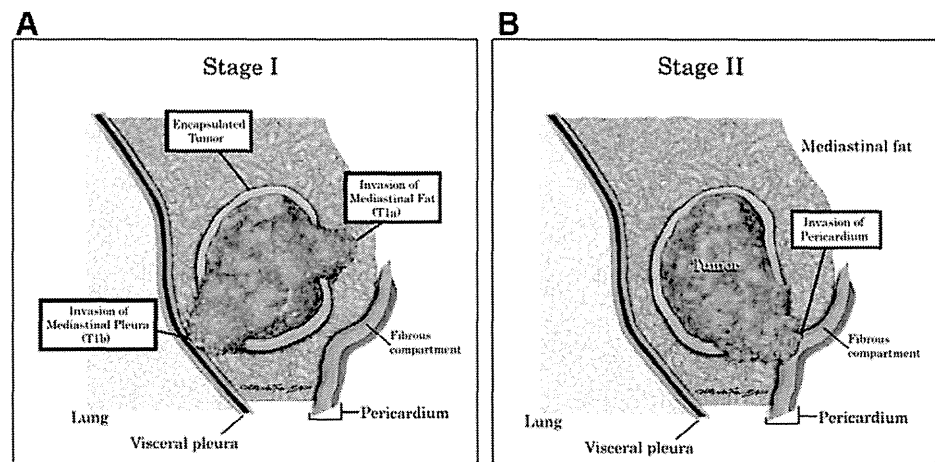 A
Stage I
Encapsulated
Tumor
Invasion of
Mediastinal Fat
(T1a)
Invasion of
Mediastinal Pleura
(T1b)
Fibrous
compartment
Lung
Pericardium
Visceral pleura
B
Stage II
Mediastinal fat
Invasion of
Pericardium
Tumor
Fibrous
compartment
Lung
Pericardium
Visceral pleura